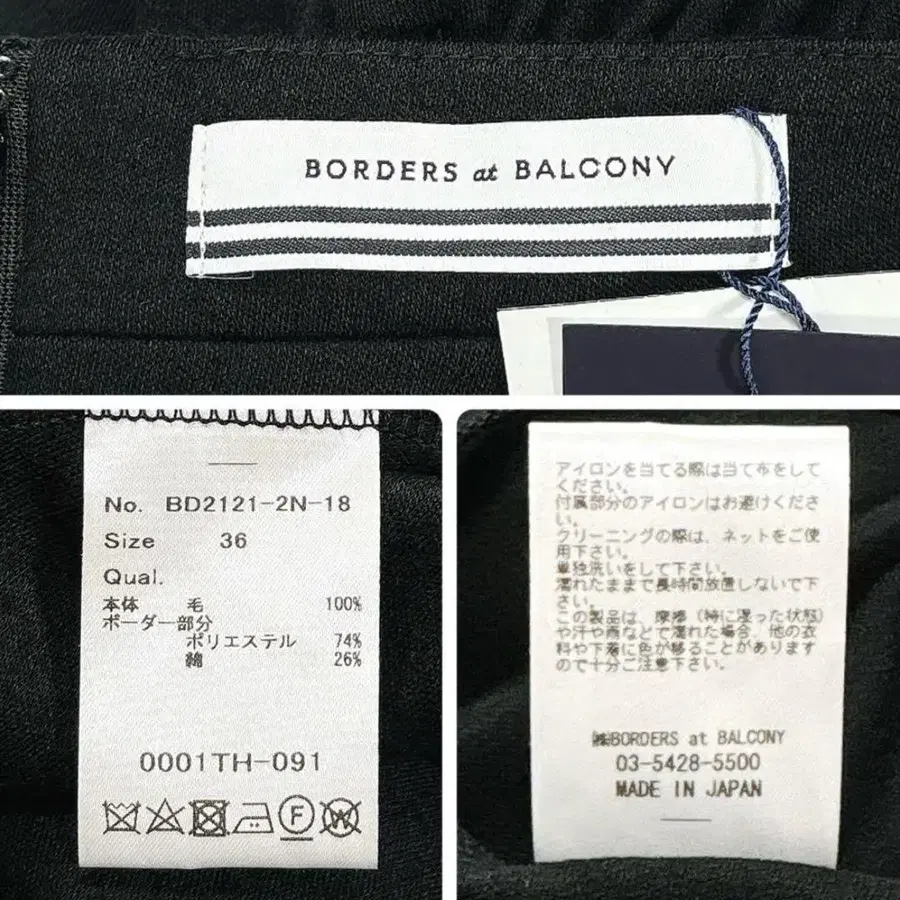 BORDERS at BALCONY
No. BD2121-2N-18
Size 36
Qual.
本体 毛 100%
ボーダー部分
ポリエステル 74%
綿 26%
0001TH-091
F
W
アイロンを当てる際は当て布をして
ください。
付属部分のアイロンはお避けくださ
い。
クリーニングの際は、ネットをご使
用下さい。
単独洗いをして下さい。
濡れたままで長時間放置しないで下
さい。
この製品は、摩擦（特に湿った状態）
や汗や雨などで濡れた場合、他の衣
料や下着に色が移ることがあります
ので十分ご注意下さい。
㈱BORDERS at BALCONY
03-5428-5500
MADE IN JAPAN